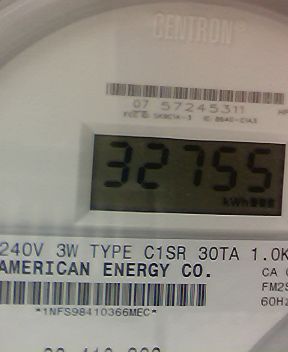 CENTRON
07 57245311
32755
kWh
240V 3W TYPE C1SR 30TA 1.0K
AMERICAN ENERGY CO.
CA
FM2S
60Hz
*1NFS98410366MEC*